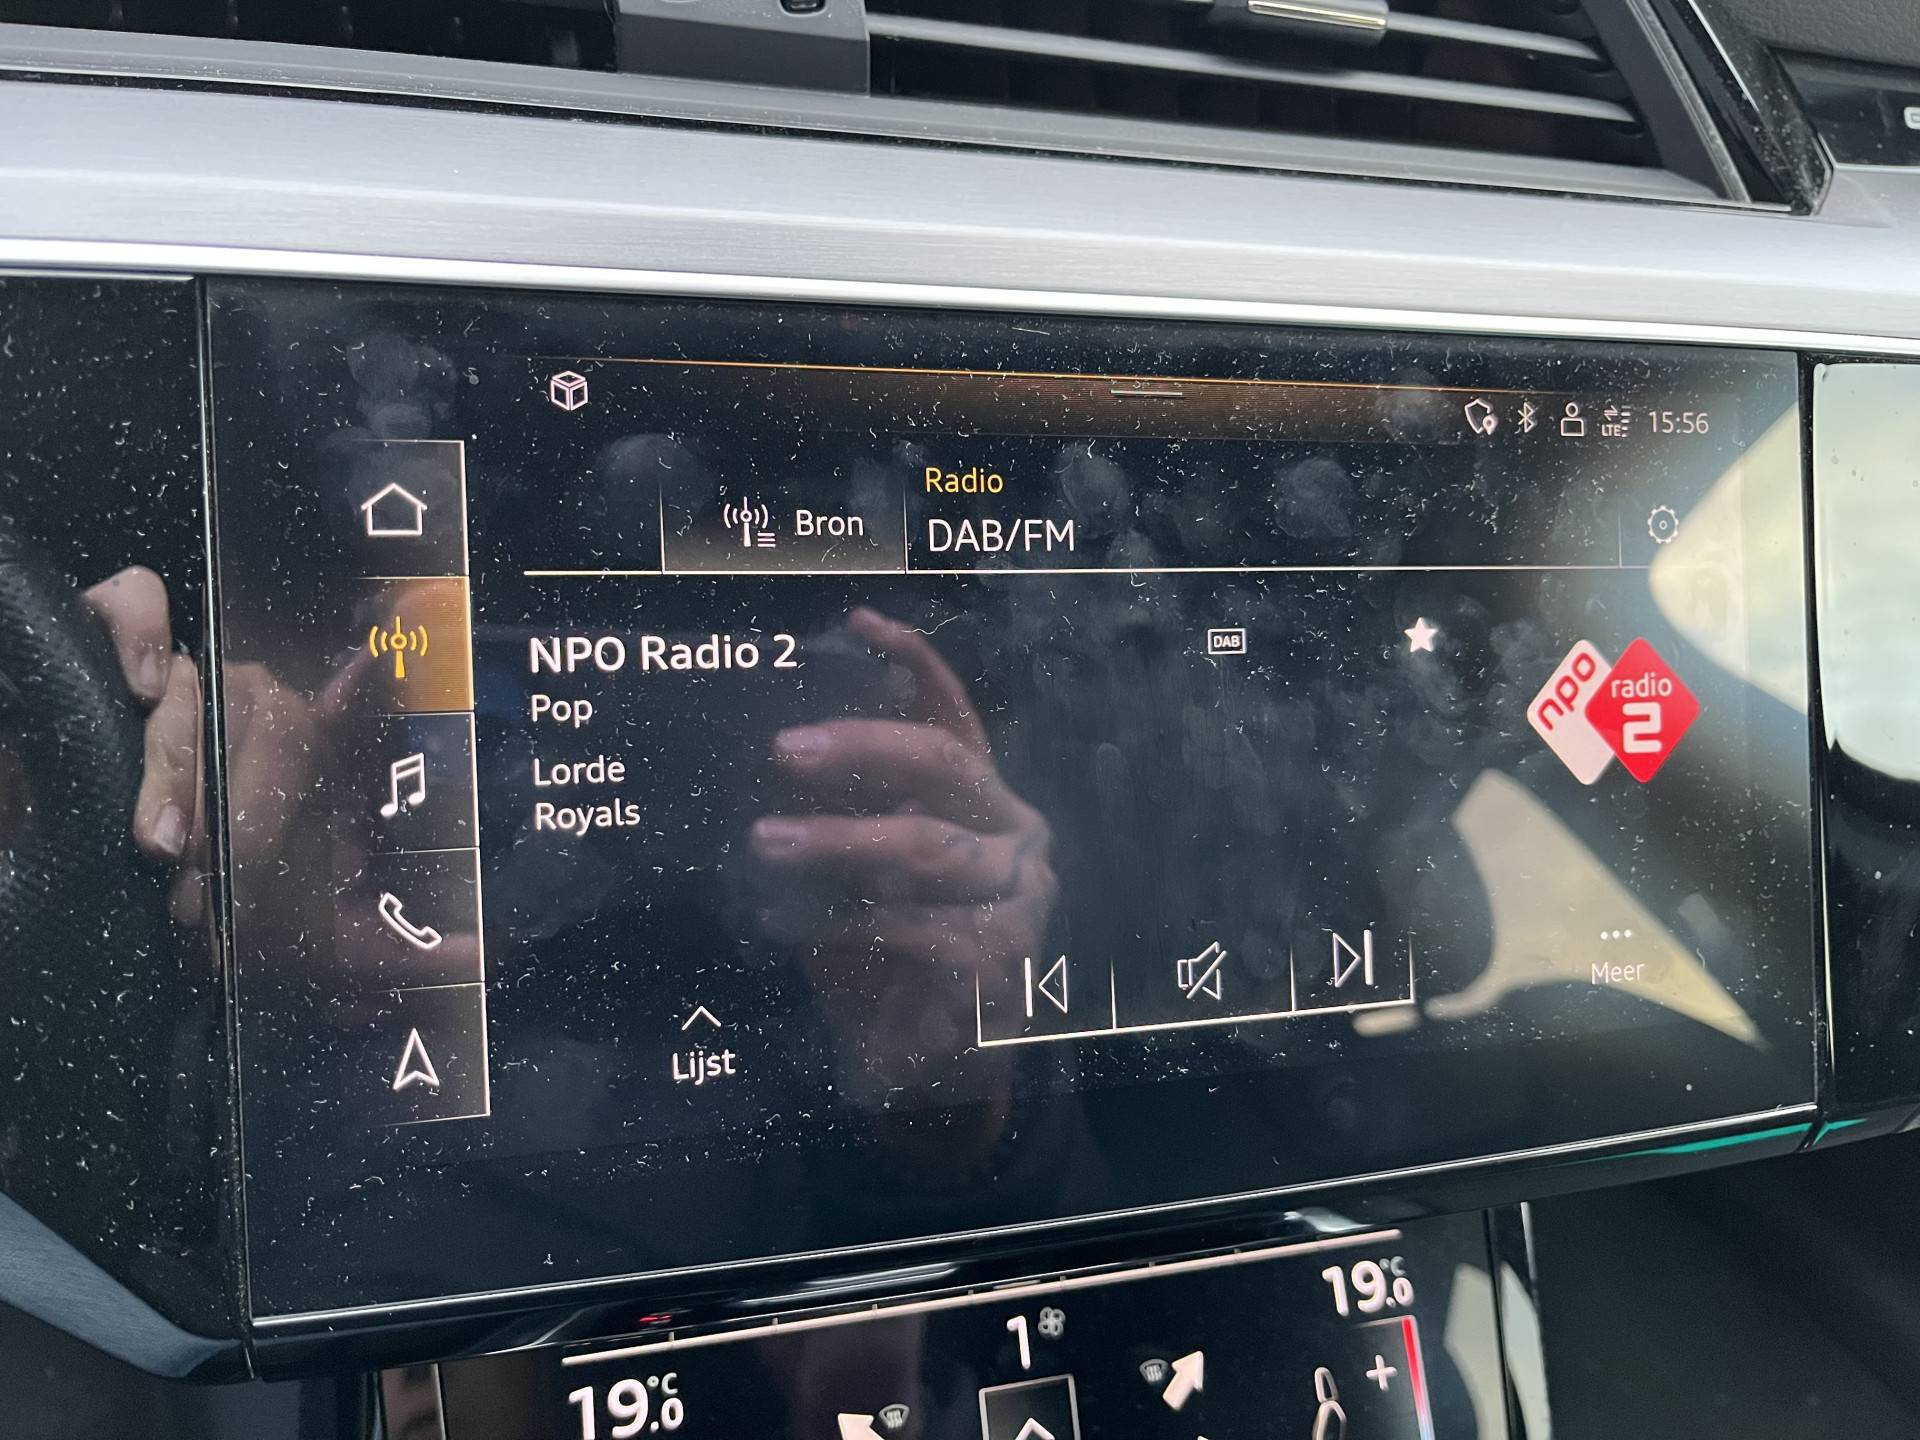 LTE
15:56
Radio
Bron
DAB/FM
NPO Radio 2
DAB
Pop
npo
radio
2
Lorde
Royals
Meer
Lijst
19.0 °C
1
19.0 °C
+